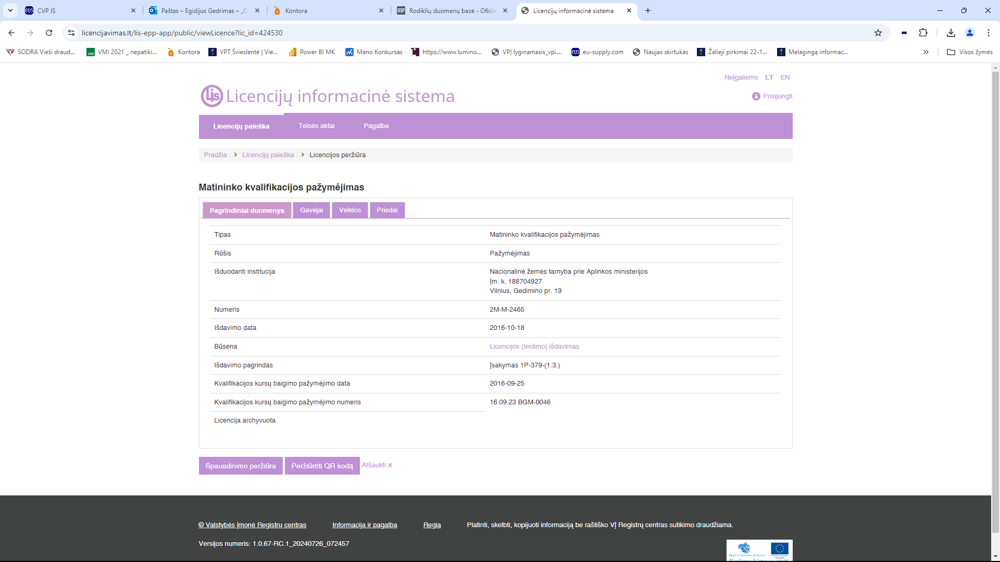 CVP IS
Paštas – Egidijus Gedrimas – „O
Kontora
Rodiklių duomenų bazė - Oficia
Licencijų informacinė sistema
licencijavimas.lt/lis-epp-app/public/viewLicence?lic_id=424530
SODRA Vieši draud...
VMI 2021 _ nepatiki...
Kontora
VPT Švieslentė | Vie...
Power BI MK
Mano Konkursas
https://www.lumino...
VPĮ lyginamasis_vpi....
eu-supply.com
Naujas skirtukas
Žalieji pirkimai 22-1...
Melagingą informac...
Visos žymės
Neįgaliems LT EN
Lis Licencijų informacinė sistema
Prisijungti
Licencijų paieška Teisės aktai Pagalba
Pradžia > Licencijų paieška > Licencijos peržiūra
Matininko kvalifikacijos pažymėjimas
Pagrindiniai duomenys Gavėjai Veiklos Priedai
Tipas Matininko kvalifikacijos pažymėjimas
Rūšis Pažymėjimas
Išduodanti institucija Nacionalinė žemės tarnyba prie Aplinkos ministerijos
Įm. k. 188704927
Vilnius, Gedimino pr. 19
Numeris 2M-M-2465
Išdavimo data 2016-10-18
Būsena Licencijos (leidimo) išdavimas
Išdavimo pagrindas Įsakymas 1P-379-(1.3.)
Kvalifikacijos kursų baigimo pažymėjimo data 2016-09-25
Kvalifikacijos kursų baigimo pažymėjimo numeris 16.09.23 BGM-0046
Licencija archyvuota
Spausdinimo peržiūra Peržiūrėti QR kodą Atšaukti ×
© Valstybės įmonė Registrų centras Informacija ir pagalba Regia Platinti, skelbti, kopijuoti informaciją be raštiško VĮ Registrų centras sutikimo draudžiama.
Versijos numeris: 1.0.67-RC.1_20240726_072457